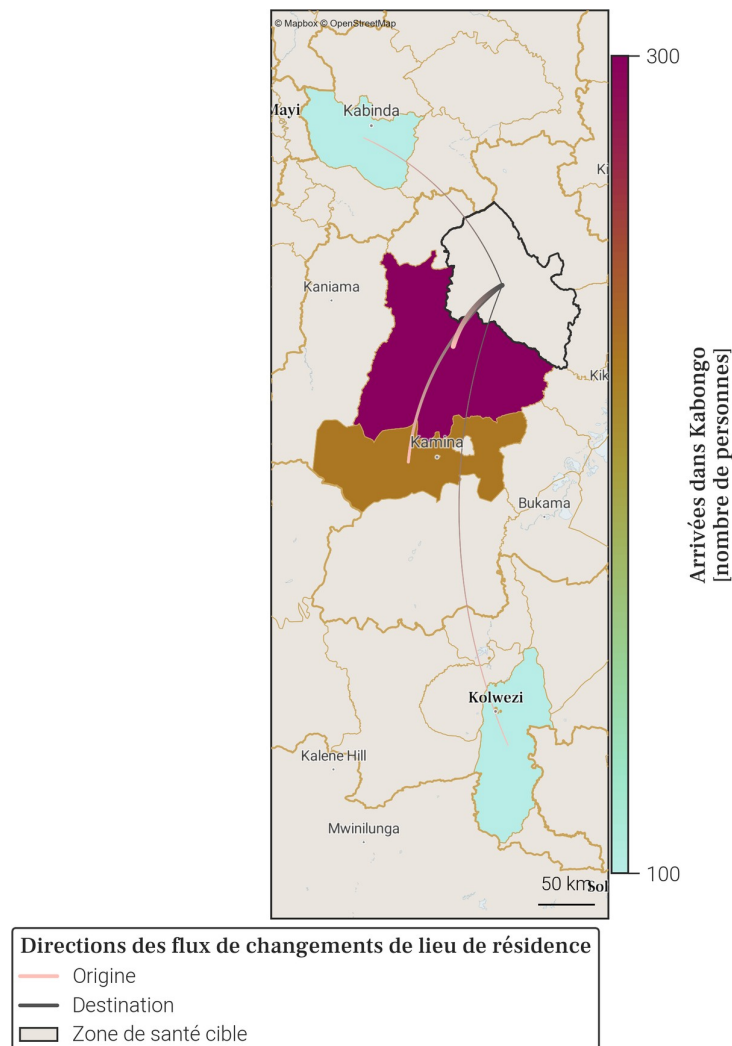 © Mapbox © OpenStreetMap
300
Mayi
Kabinda
Ki
Kaniama
Kik
Kamina
Bukama
Arrivées dans Kabongo
[nombre de personnes]
Kolwezi
Kalene Hill
Mwinilunga
50 km
Sol
100
Directions des flux de changements de lieu de résidence
Origine
Destination
Zone de santé cible